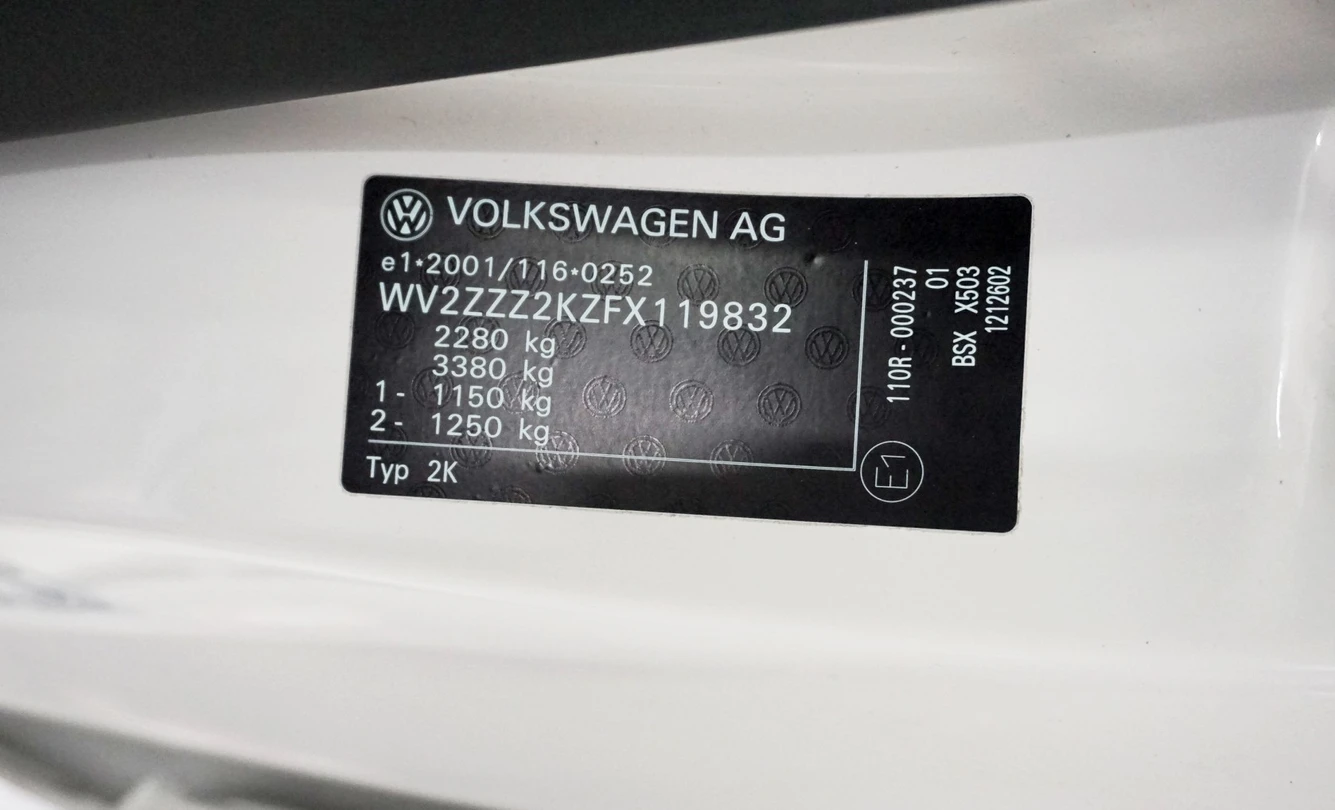 VOLKSWAGEN AG
e1*2001/116*0252
WV2ZZZ2KZFX119832
2280 kg
3380 kg
1- 1150 kg
2- 1250 kg
Typ 2K
110R-000237
01
BSX X503
1212602
E1